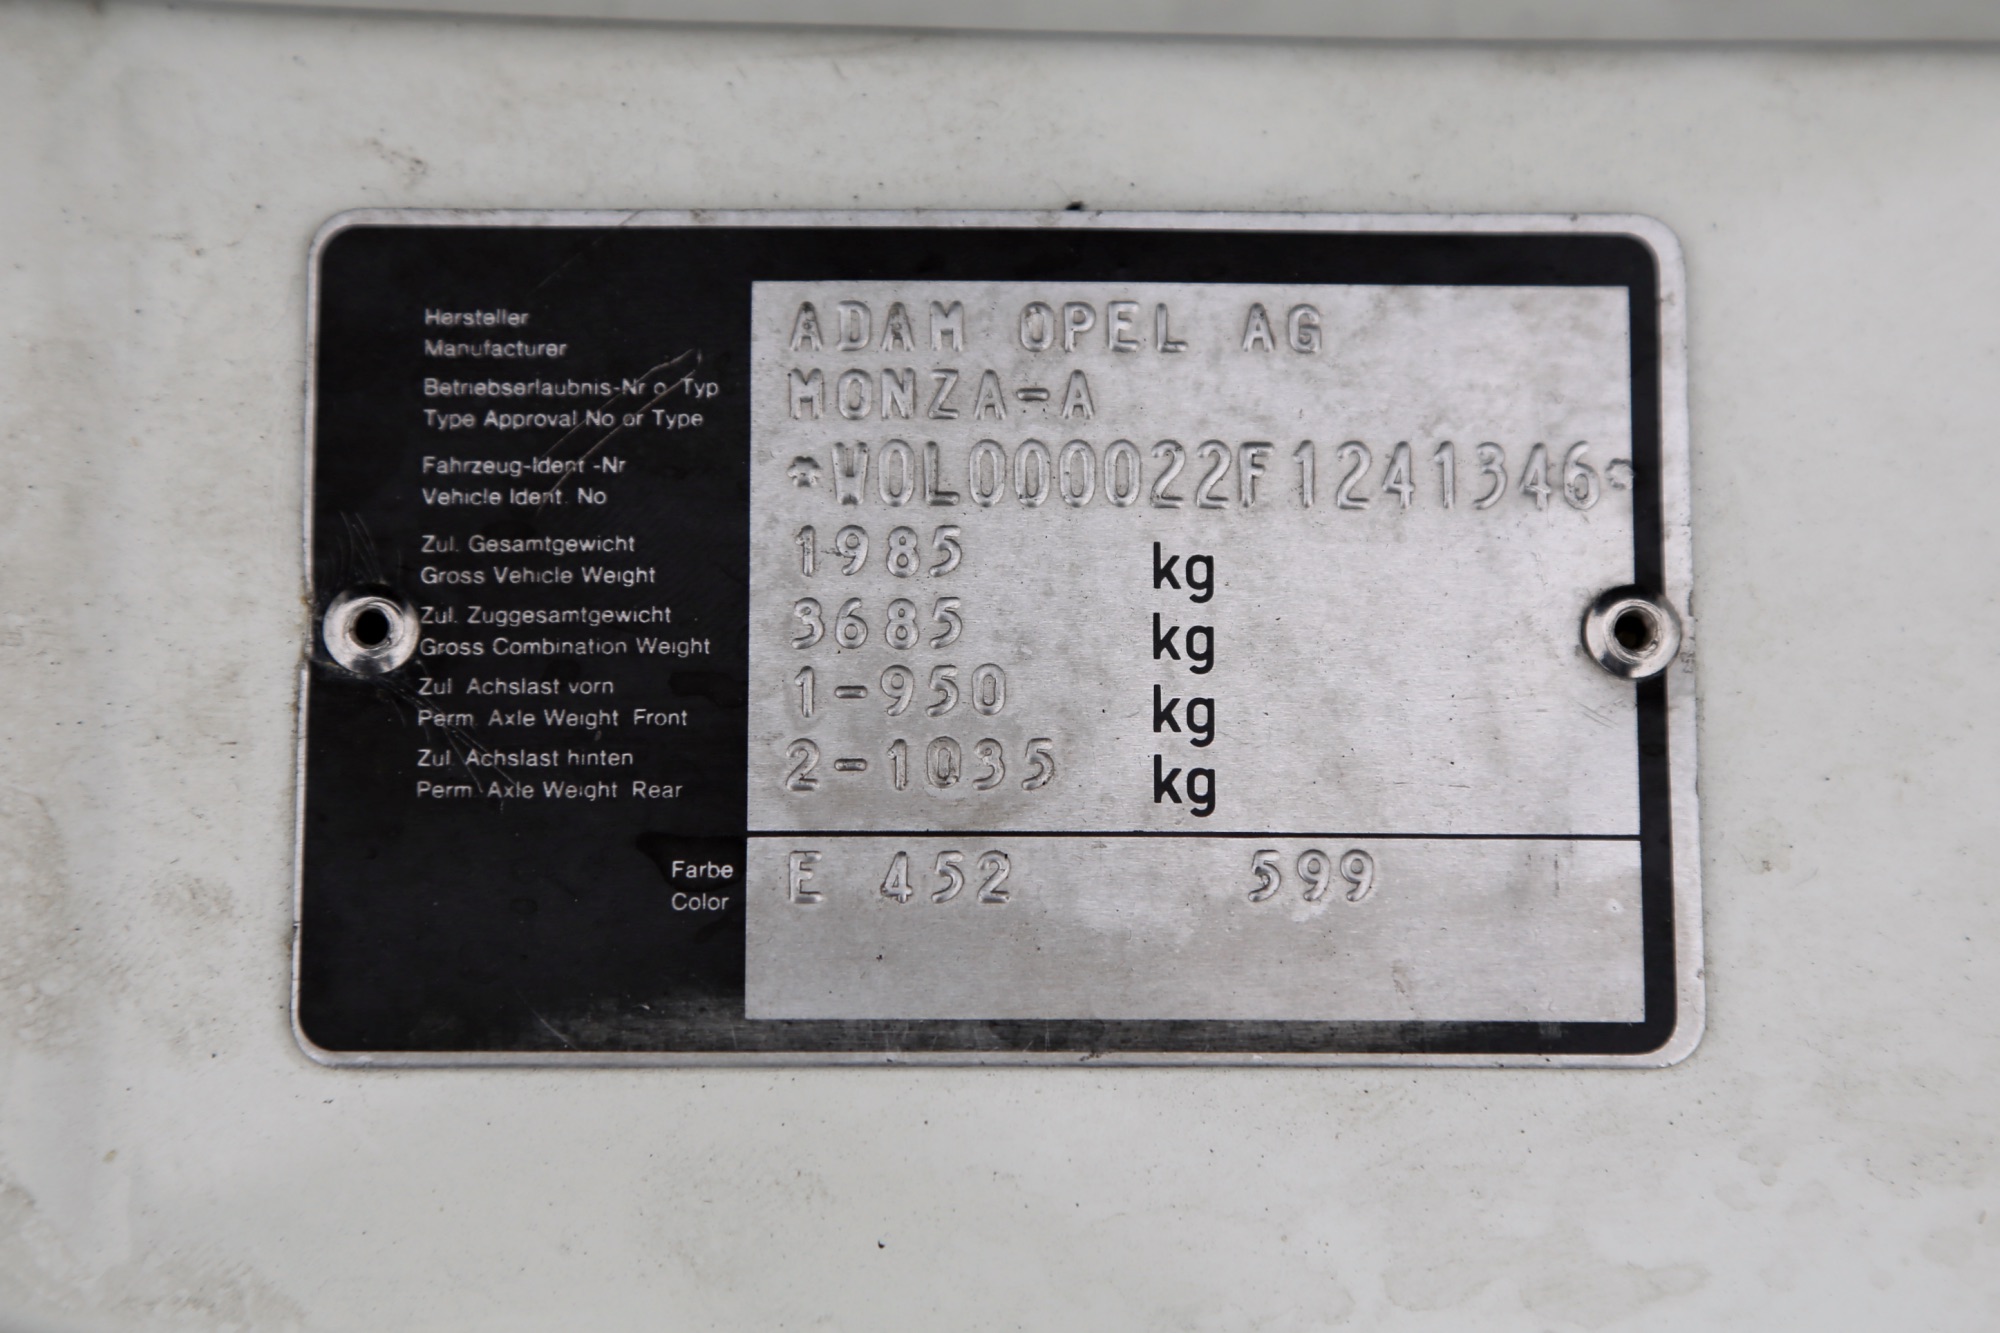 Hersteller
Manufacturer
ADAM OPEL AG
Betriebserlaubnis-Nr o. Typ
Type Approval No or Type
MONZA-A
Fahrzeug-Ident -Nr
Vehicle Ident. No
*W0L000022F1241346*
Zul. Gesamtgewicht
Gross Vehicle Weight
1985 kg
Zul. Zuggesamtgewicht
Gross Combination Weight
3685 kg
Zul Achslast vorn
Perm. Axle Weight Front
1-950 kg
Zul Achslast hinten
Perm. Axle Weight Rear
2-1035 kg
Farbe
Color
E 452 599